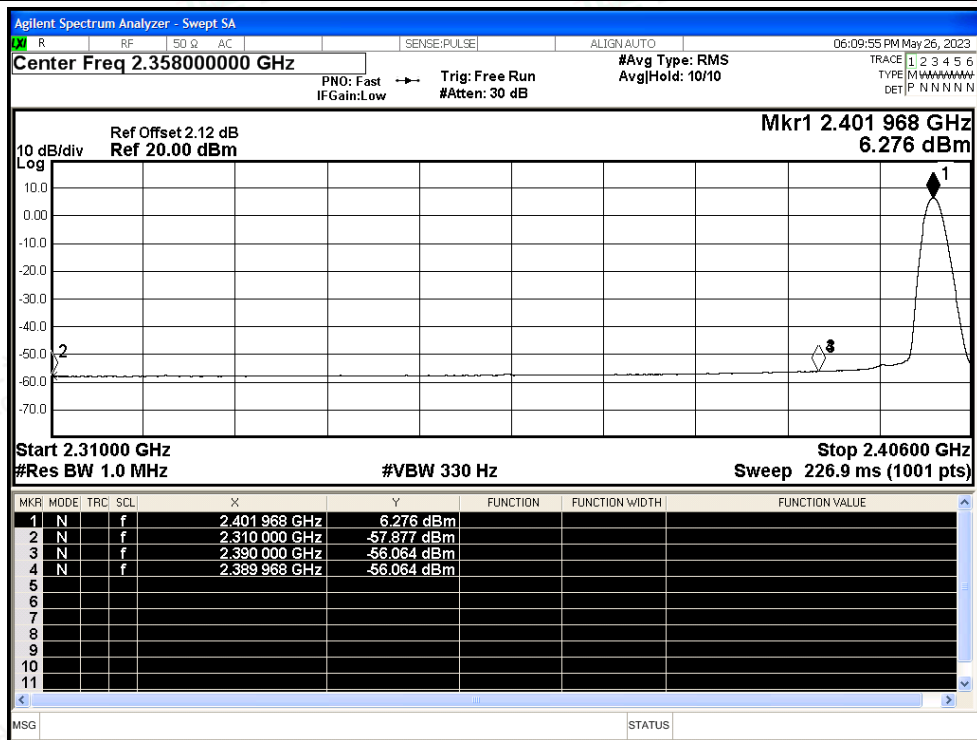 Agilent Spectrum Analyzer - Swept SA
LXI R RF 50 Ω AC SENSE:PULSE ALIGN AUTO 06:09:55 PM May 26, 2023
Center Freq 2.358000000 GHz
PNO: Fast
IFGain:Low
Trig: Free Run
#Atten: 30 dB
#Avg Type: RMS
Avg|Hold: 10/10
TRACE 1 2 3 4 5 6
TYPE M
DET P N N N N N
Mkr1 2.401 968 GHz
6.276 dBm
Ref Offset 2.12 dB
10 dB/div Ref 20.00 dBm
Log
10.0
0.00
-10.0
-20.0
-30.0
-40.0
-50.0
-60.0
-70.0
1
2
Start 2.31000 GHz Stop 2.40600 GHz
#Res BW 1.0 MHz #VBW 330 Hz Sweep 226.9 ms (1001 pts)
MKR MODE TRC SCL X Y FUNCTION FUNCTION WIDTH FUNCTION VALUE
1 N f 2.401 968 GHz 6.276 dBm
2 N f 2.310 000 GHz -57.877 dBm
3 N f 2.390 000 GHz -56.064 dBm
4 N f 2.389 968 GHz -56.064 dBm
5
6
7
8
9
10
11
MSG STATUS